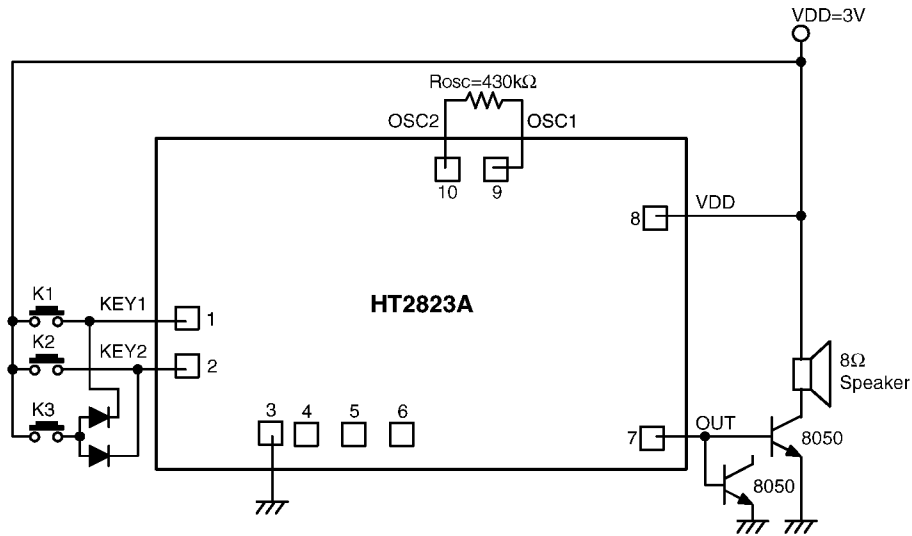 VDD=3V
Rosc=430kΩ
OSC2
OSC1
10
9
8
VDD
HT2823A
K1
KEY1
1
K2
KEY2
2
K3
3
4
5
6
7
OUT
8Ω
Speaker
8050
8050